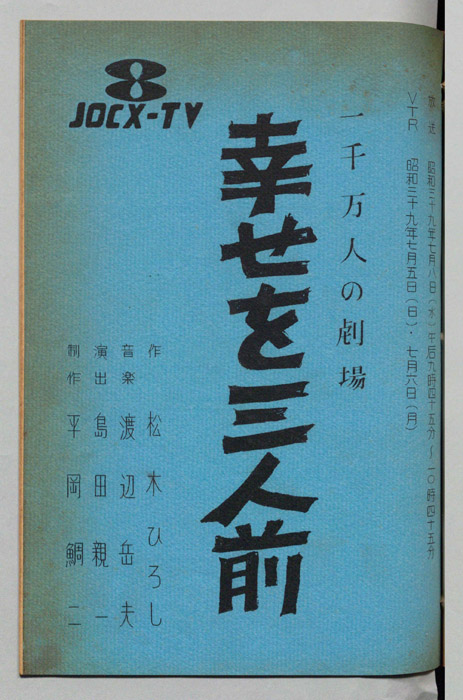 放送　昭和三十九年七月八日(水)午后九時四十五分～一〇時四十五分
VTR　昭和三十九年七月五日(日)・七月六日(月)
一千万人の劇場
幸せを三人前
8
JOCX-TV
作　松木ひろし
音楽　渡辺岳夫
演出　島田親一
制作　平岡鯛二